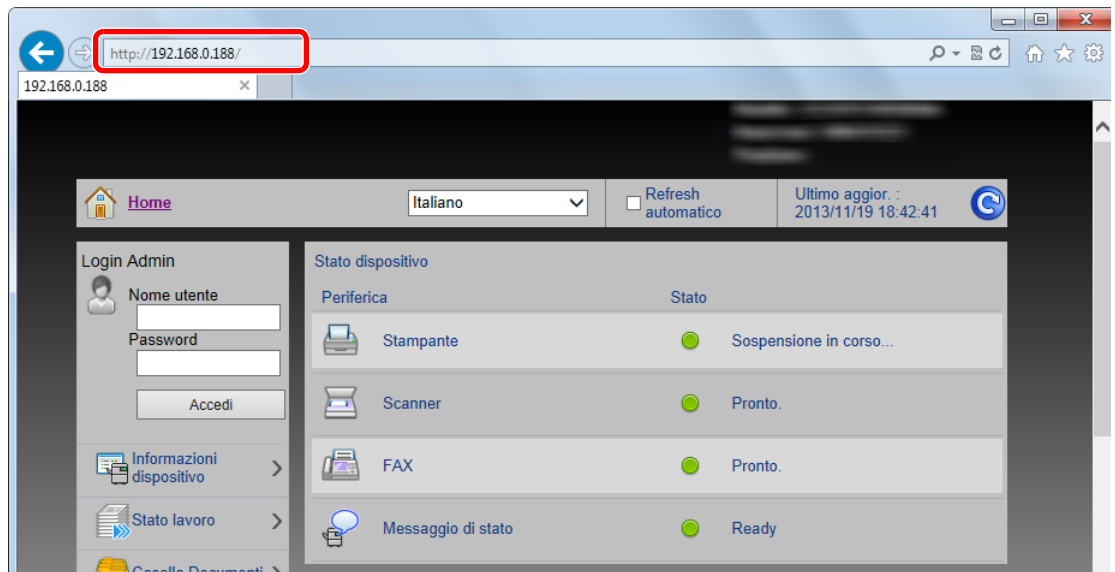 http://192.168.0.188/
192.168.0.188
Home
Italiano
Refresh
automatico
Ultimo aggior. :
2013/11/19 18:42:41
Login Admin
Nome utente
Password
Accedi
Informazioni
dispositivo
Stato lavoro
Casella Documenti
Stato dispositivo
Periferica Stato
Stampante Sospensione in corso...
Scanner Pronto.
FAX Pronto.
Messaggio di stato Ready